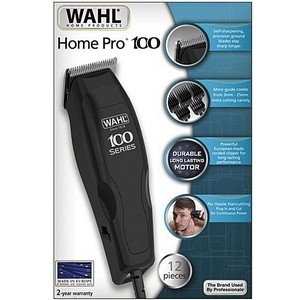 WAHL
HOME PRODUCTS
Home Pro® 100
Self-sharpening,
precision ground
blades stay
sharp longer
More guide combs
from 3mm - 25mm
more cutting variety
WAHL
100
SERIES
DURABLE
LONG LASTING
MOTOR
Powerful
European-made
corded clipper for
long lasting
performance
No Hassle Haircutting
Plug in and Cut
for Continuous Power
MADE IN EUROPE
2-year warranty
12
pieces
The Brand Used
By Professionals®